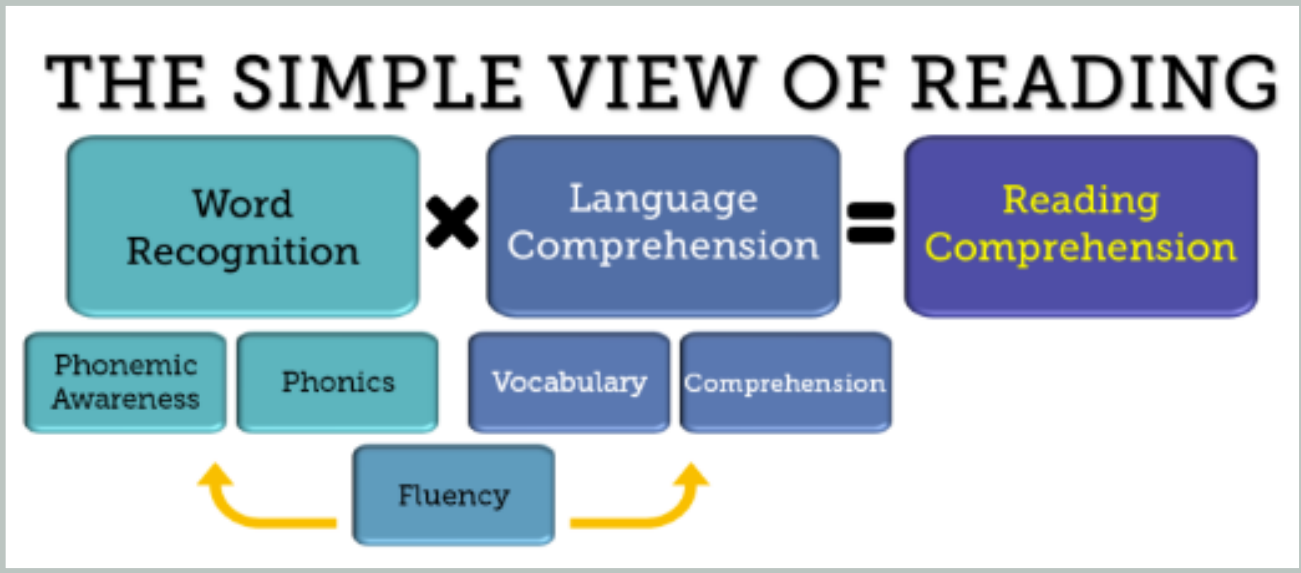 THE SIMPLE VIEW OF READING
Word
Recognition
×
Language
Comprehension
=
Reading
Comprehension
Phonemic
Awareness
Phonics
Vocabulary
Comprehension
Fluency